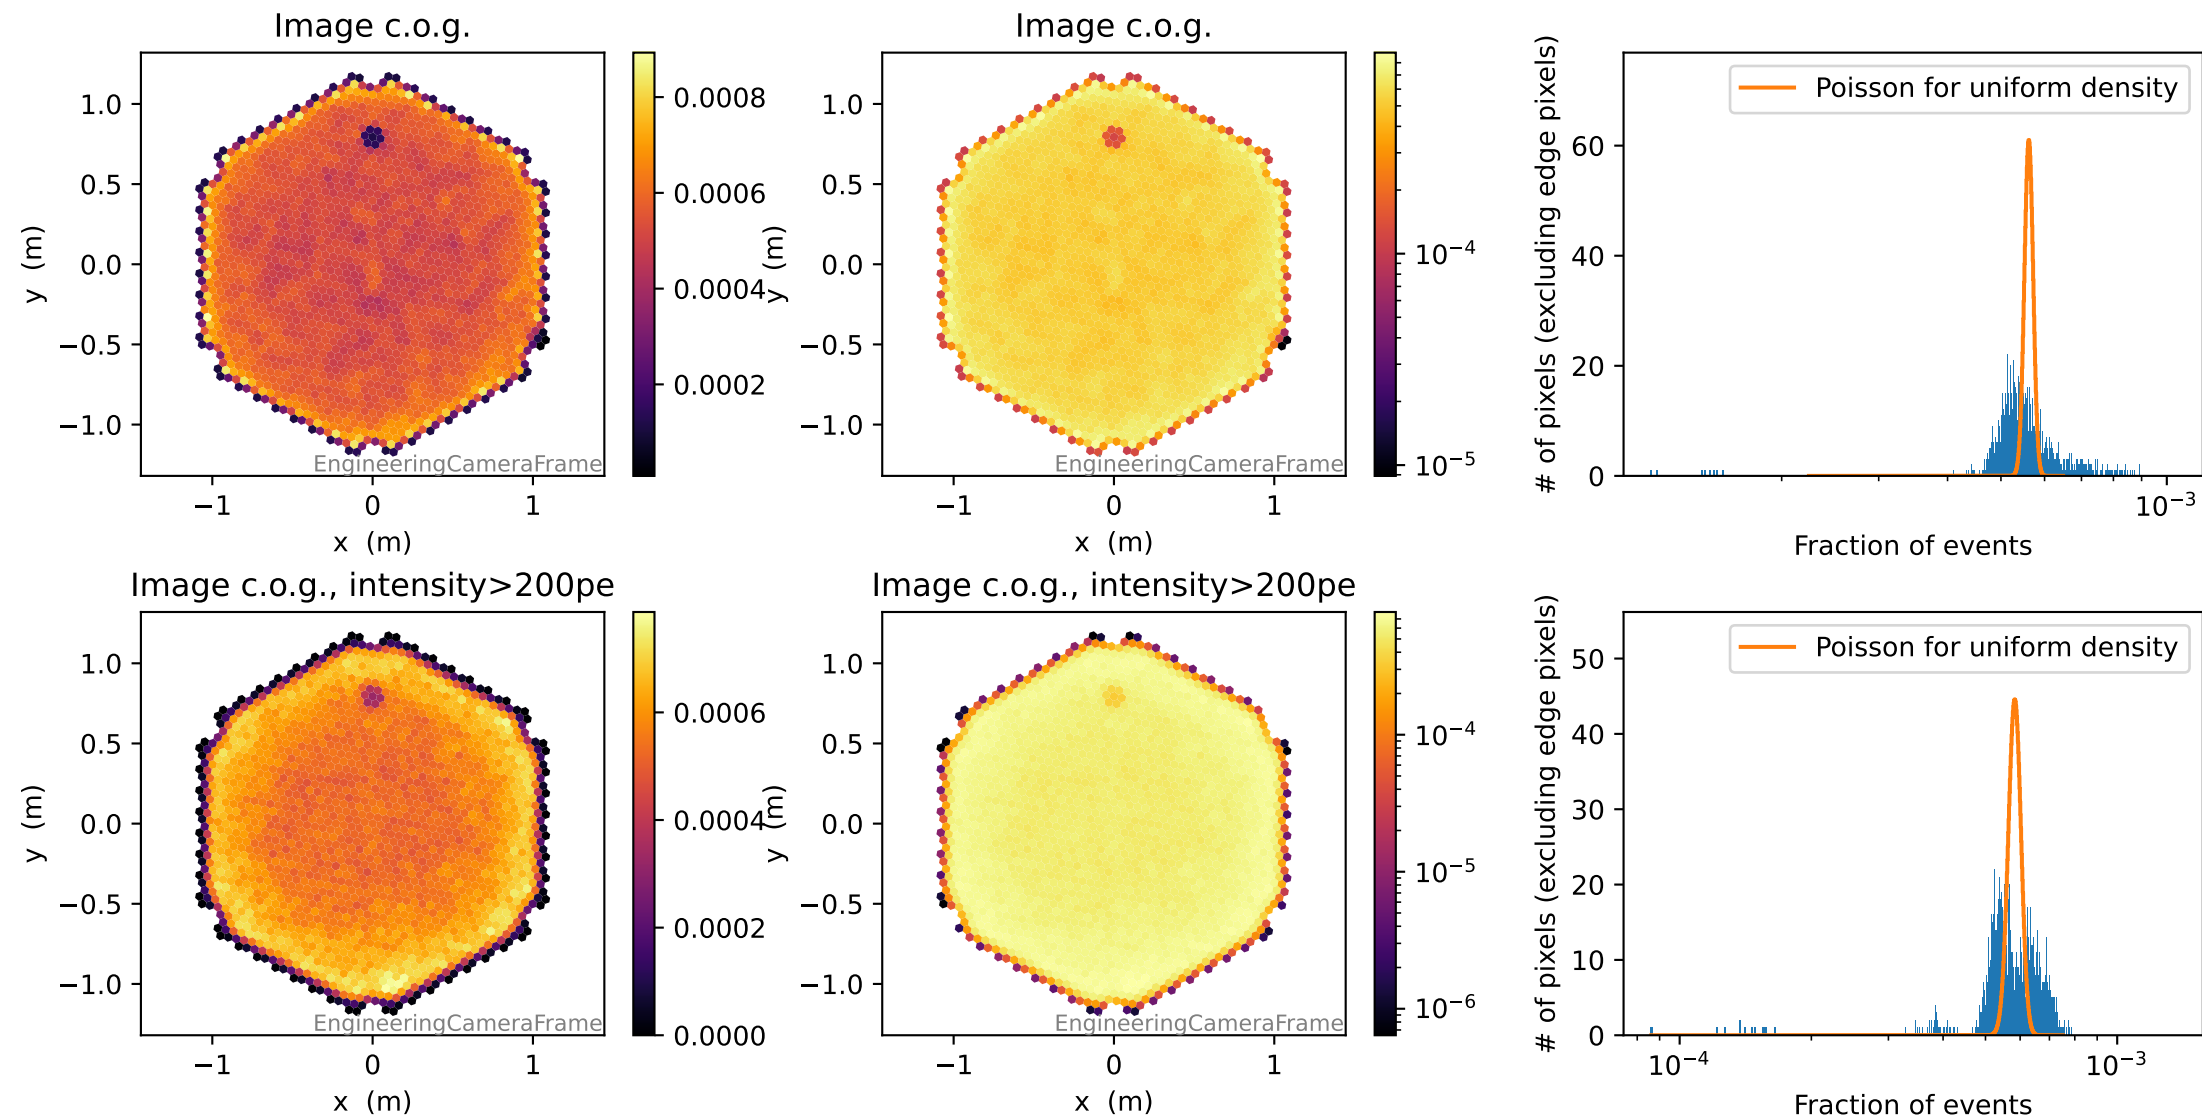 Image c.o.g.
1.0
0.5
0.0
−0.5
−1.0
y (m)
−1
0
1
x (m)
EngineeringCameraFrame
0.0008
0.0006
0.0004
0.0002
Image c.o.g.
1.0
0.5
0.0
−0.5
−1.0
y (m)
−1
0
1
x (m)
EngineeringCameraFrame
10⁻⁴
10⁻⁵
Poisson for uniform density
# of pixels (excluding edge pixels)
60
40
20
0
10⁻³
Fraction of events
Image c.o.g., intensity>200pe
1.0
0.5
0.0
−0.5
−1.0
y (m)
−1
0
1
x (m)
EngineeringCameraFrame
0.0006
0.0004
0.0002
0.0000
Image c.o.g., intensity>200pe
1.0
0.5
0.0
−0.5
−1.0
y (m)
−1
0
1
x (m)
EngineeringCameraFrame
10⁻⁴
10⁻⁵
10⁻⁶
Poisson for uniform density
# of pixels (excluding edge pixels)
50
40
30
20
10
0
10⁻⁴
10⁻³
Fraction of events